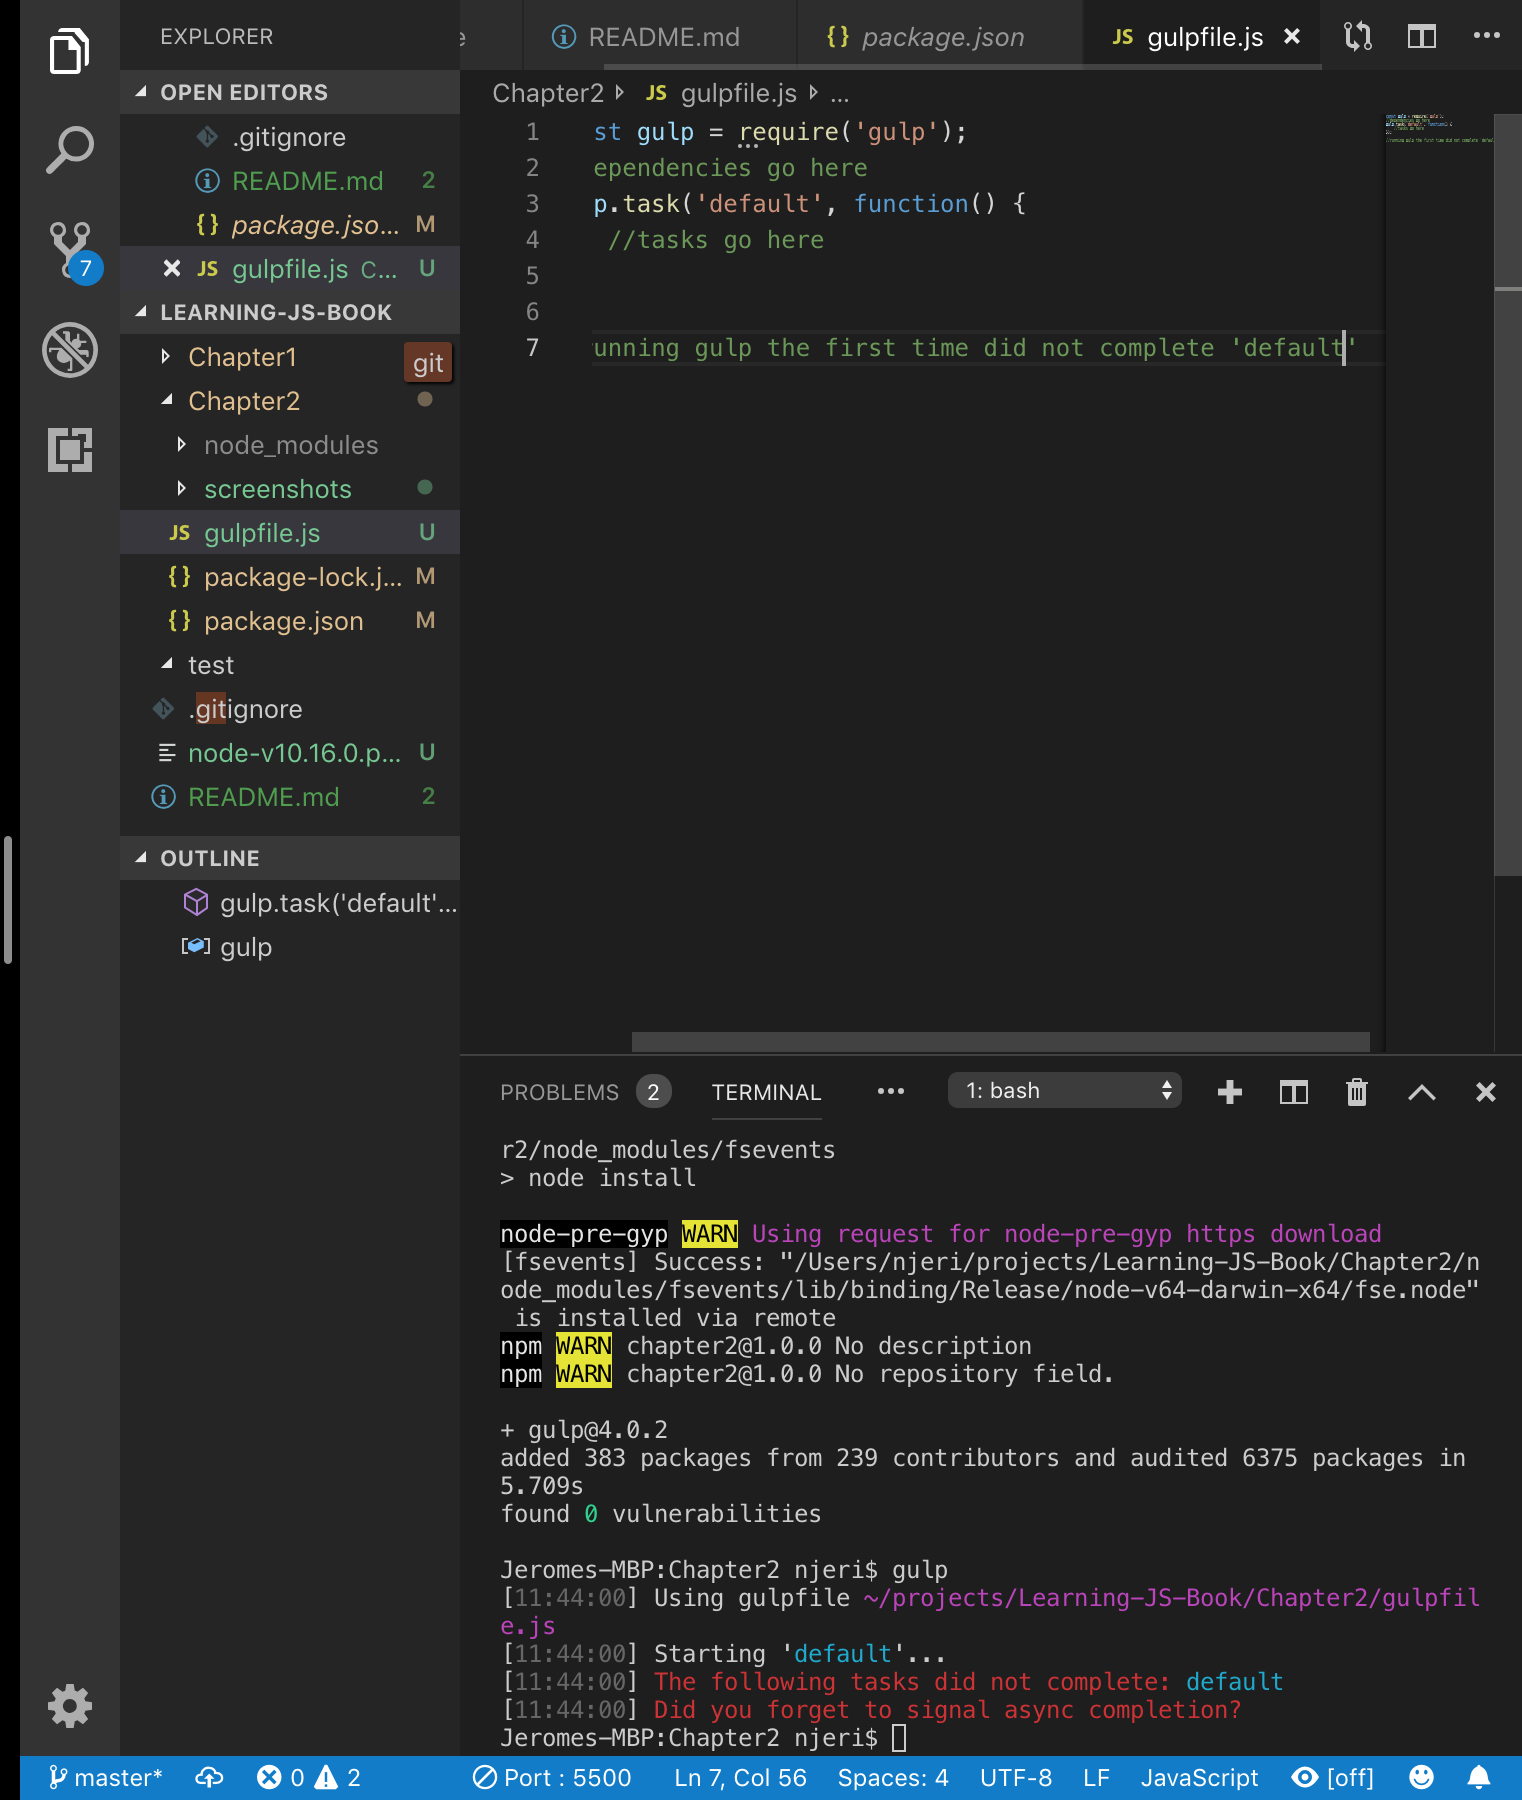 EXPLORER
e
README.md
{} package.json
JS gulpfile.js
OPEN EDITORS
.gitignore
README.md 2
{} package.jso... M
JS gulpfile.js C... U
LEARNING-JS-BOOK
Chapter1
git
Chapter2
node_modules
screenshots
JS gulpfile.js U
{} package-lock.j... M
{} package.json M
test
.gitignore
node-v10.16.0.p... U
README.md 2
OUTLINE
gulp.task('default'...
gulp
7
Chapter2 JS gulpfile.js ...
1 st gulp = require('gulp');
2 ependencies go here
3 p.task('default', function() {
4 //tasks go here
5
6
7 unning gulp the first time did not complete 'default'
PROBLEMS 2 TERMINAL ... 1: bash
r2/node_modules/fsevents
> node install
node-pre-gyp WARN Using request for node-pre-gyp https download
[fsevents] Success: "/Users/njeri/projects/Learning-JS-Book/Chapter2/n
ode_modules/fsevents/lib/binding/Release/node-v64-darwin-x64/fse.node"
is installed via remote
npm WARN chapter2@1.0.0 No description
npm WARN chapter2@1.0.0 No repository field.
+ gulp@4.0.2
added 383 packages from 239 contributors and audited 6375 packages in
5.709s
found 0 vulnerabilities
Jeromes-MBP:Chapter2 njeri$ gulp
[11:44:00] Using gulpfile ~/projects/Learning-JS-Book/Chapter2/gulpfil
e.js
[11:44:00] Starting 'default'...
[11:44:00] The following tasks did not complete: default
[11:44:00] Did you forget to signal async completion?
Jeromes-MBP:Chapter2 njeri$
master* 0 2 Port : 5500 Ln 7, Col 56 Spaces: 4 UTF-8 LF JavaScript [off]